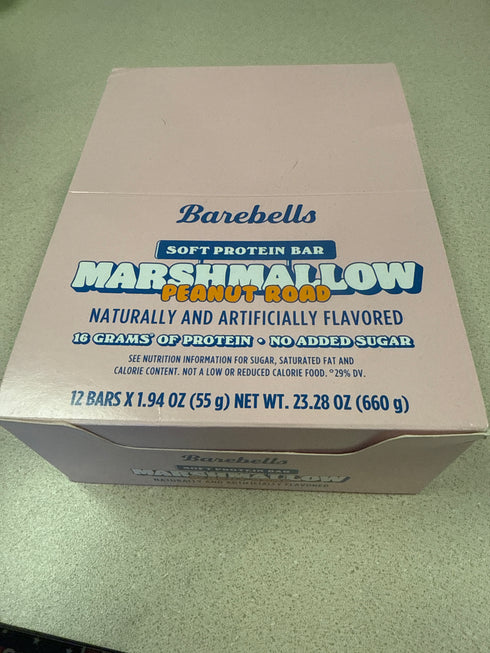 Barebells
SOFT PROTEIN BAR
MARSHMALLOW
PEANUT ROAD
NATURALLY AND ARTIFICIALLY FLAVORED
16 GRAMS° OF PROTEIN • NO ADDED SUGAR
SEE NUTRITION INFORMATION FOR SUGAR, SATURATED FAT AND
CALORIE CONTENT. NOT A LOW OR REDUCED CALORIE FOOD. °29% DV.
12 BARS X 1.94 OZ (55 g) NET WT. 23.28 OZ (660 g)
Barebells
SOFT PROTEIN BAR
MARSHMALLOW
NATURALLY AND ARTIFICIALLY FLAVORED